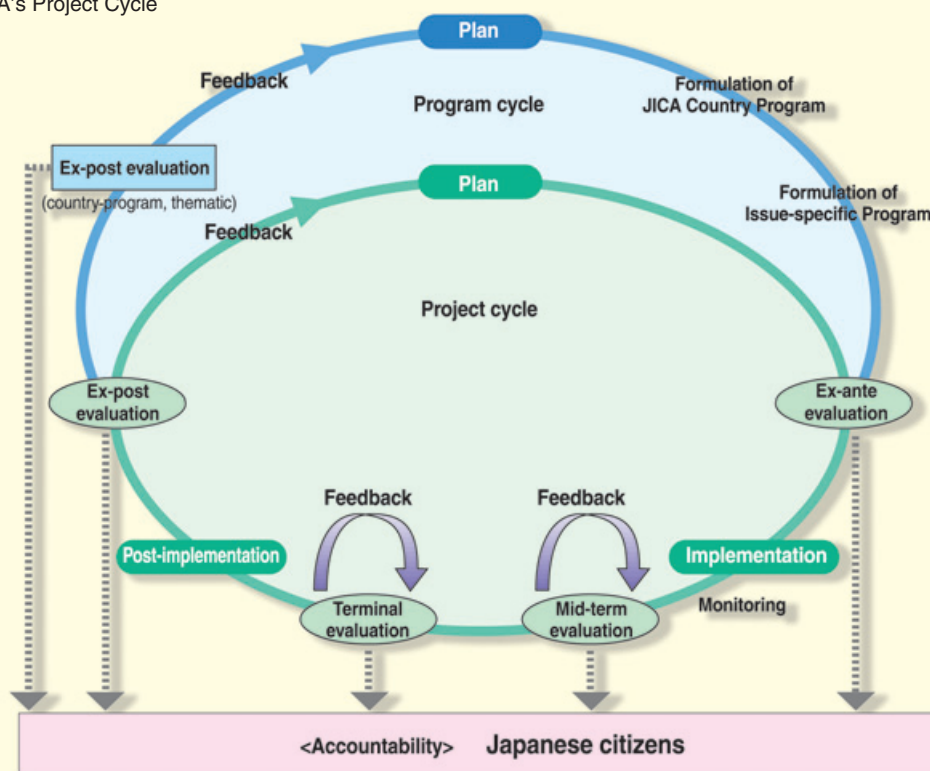 A's Project Cycle
Plan
Feedback
Program cycle
Formulation of
JICA Country Program
Ex-post evaluation
(country-program, thematic)
Plan
Feedback
Formulation of
Issue-specific Program
Project cycle
Ex-post
evaluation
Ex-ante
evaluation
Feedback
Feedback
Post-implementation
Implementation
Terminal
evaluation
Mid-term
evaluation
Monitoring
<Accountability> Japanese citizens